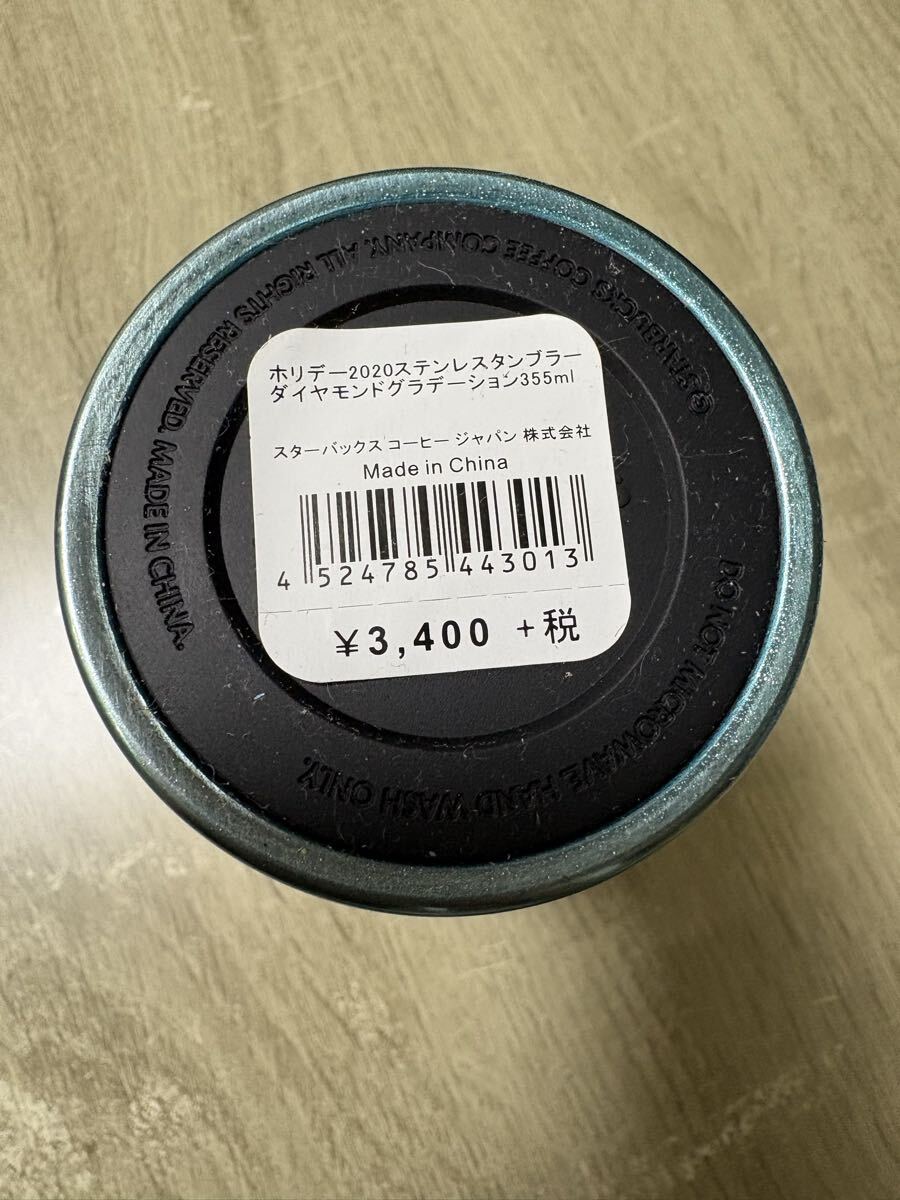 ホリデー2020ステンレスタンブラー
ダイヤモンドグラデーション355ml
スターバックス コーヒー ジャパン 株式会社
Made in China
4 524785 443013
¥3,400 +税
© STARBUCKS COFFEE COMPANY. ALL RIGHTS RESERVED. MADE IN CHINA.
DO NOT MICROWAVE HAND WASH ONLY.